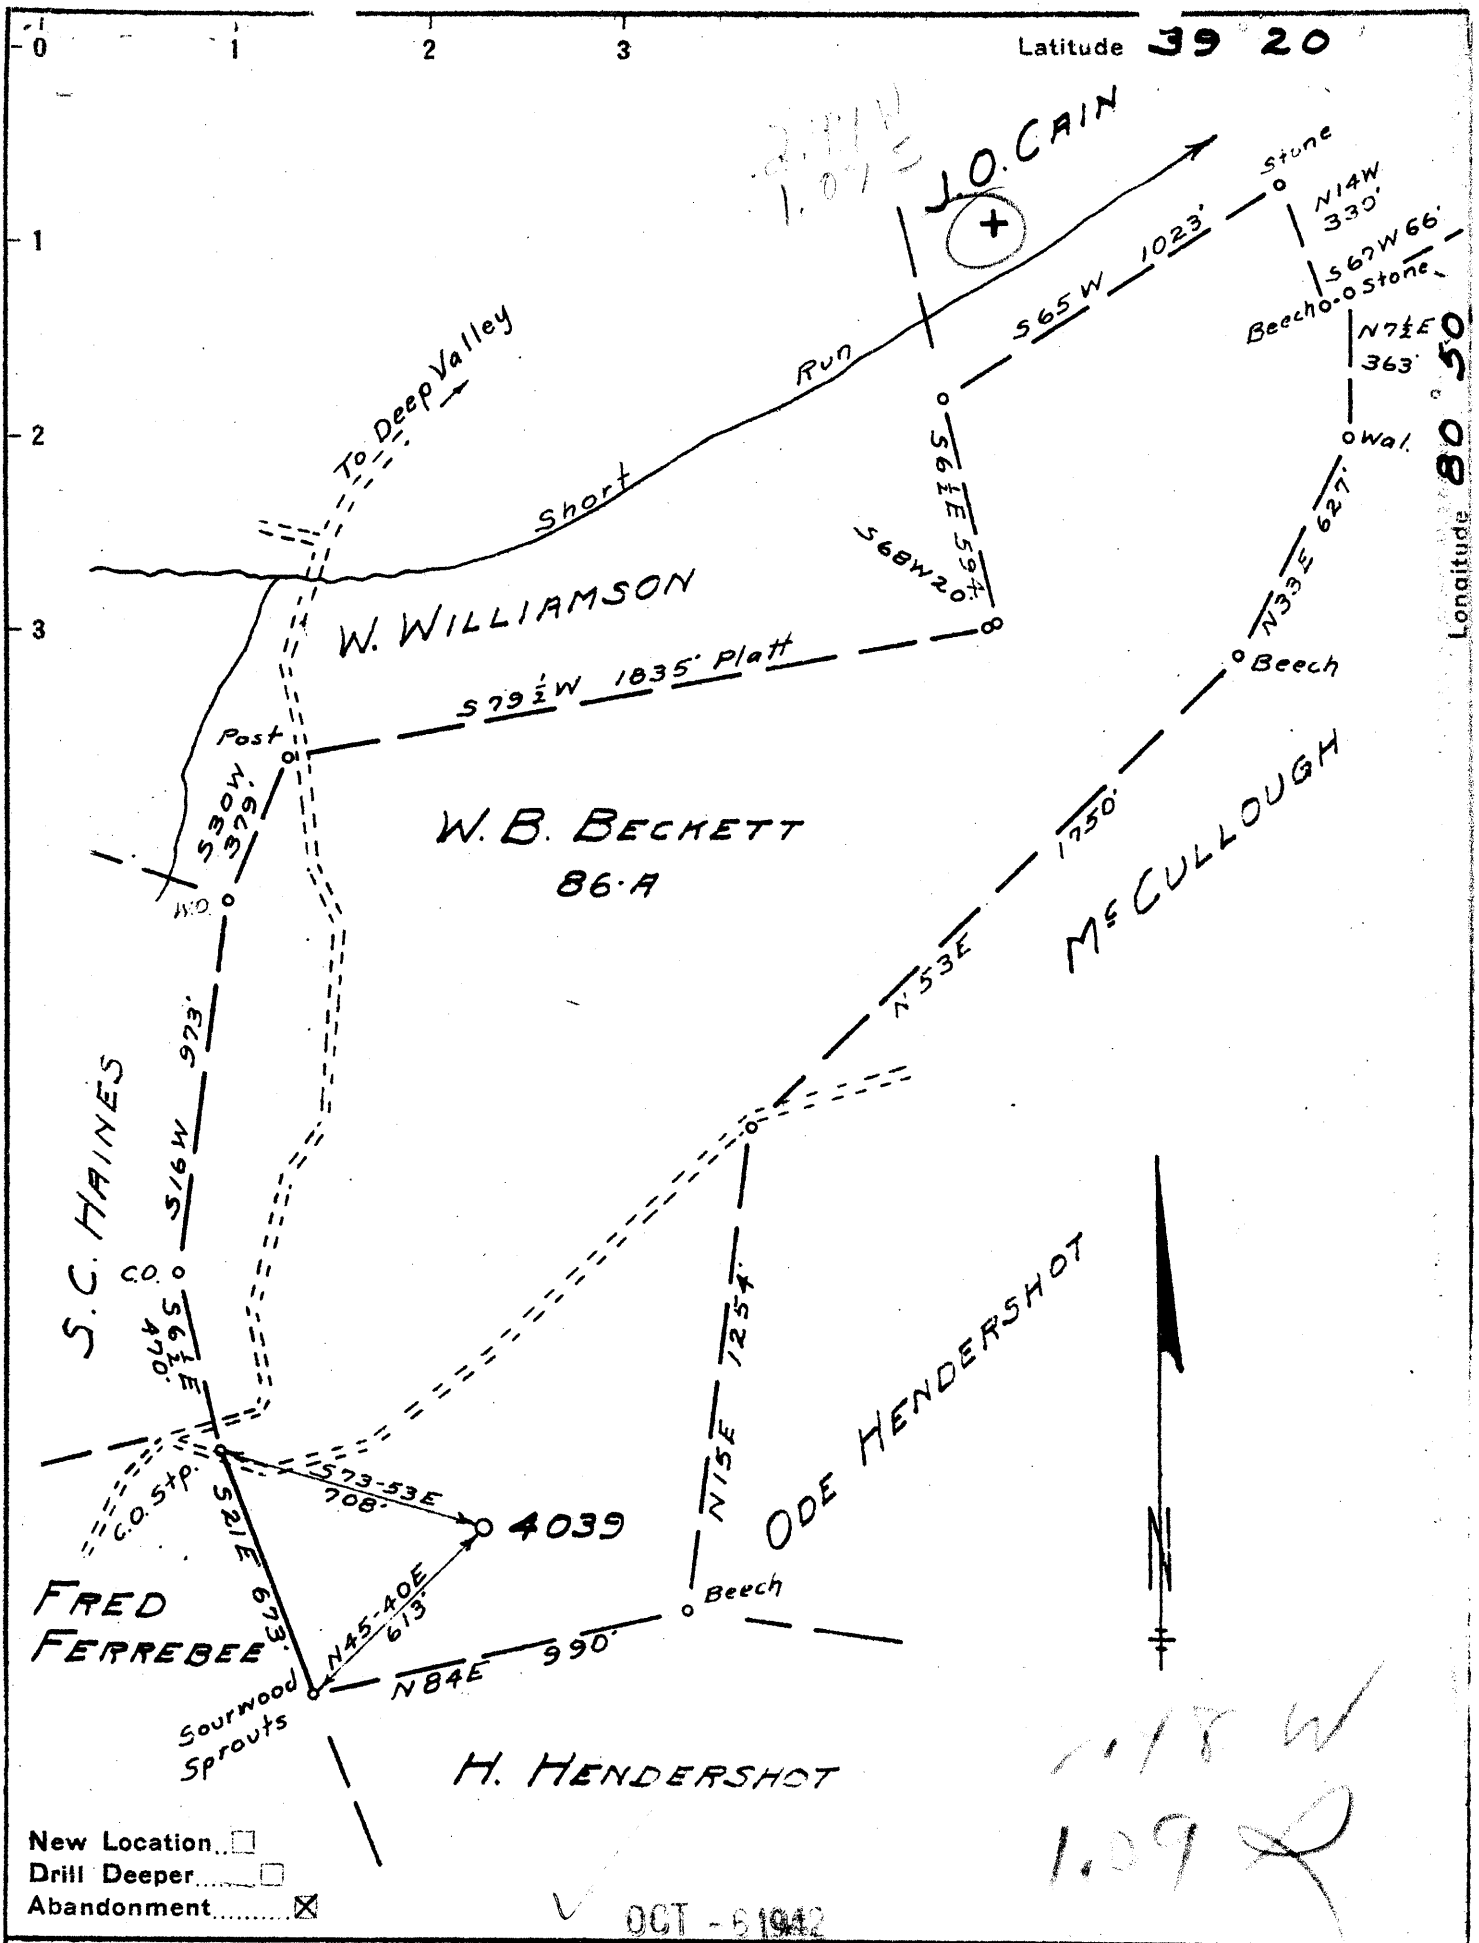 0 1 2 3 Latitude 39 20
J.O. CAIN
+
Stone
N14W
330'
S67W 66'
Stone
Beech
N7½E
363'
Longitude 80 50
1
2
3
S65W 1023'
To Deep Valley
Short Run
Wal.
S6½E 594'
S68W 20'
N33E 627'
Beech
W. WILLIAMSON
S79½W 1835' Platt
Post
S30W
379'
W.O.
W. B. BECKETT
86·A
1750'
N53E
McCULLOUGH
S16W 973'
S.C. HAINES
C.O.
S6½E
470'
N15E 1254'
ODE HENDERSHOT
C.O. Stp.
S73-53E
708'
4039
S21E 673'
N45-40E
613'
FRED
FERREBEE
Beech
N84E 990'
Sourwood
Sprouts
N
H. HENDERSHOT
1.09
New Location
Drill Deeper
Abandonment
OCT - 6 1942